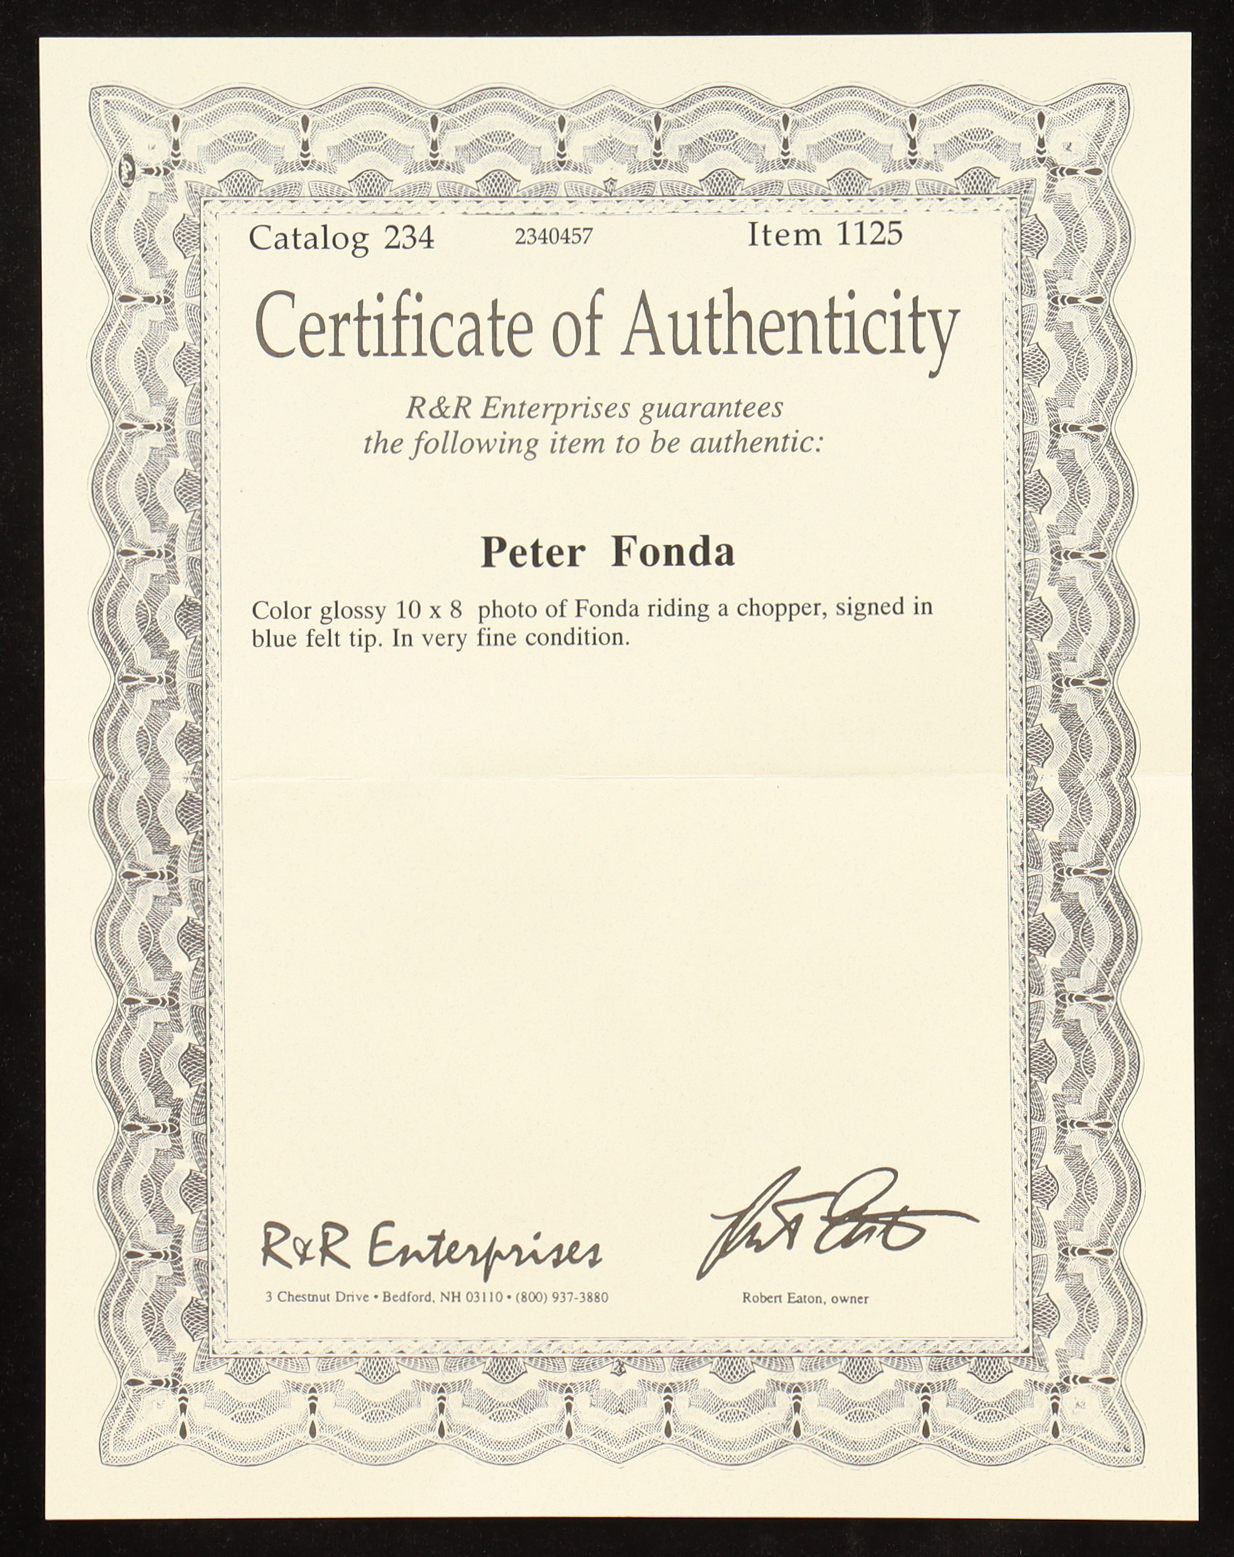 Catalog 234 2340457 Item 1125
Certificate of Authenticity
R&R Enterprises guarantees
the following item to be authentic:
Peter Fonda
Color glossy 10 x 8 photo of Fonda riding a chopper, signed in
blue felt tip. In very fine condition.
R&R Enterprises
3 Chestnut Drive • Bedford, NH 03110 • (800) 937-3880
Robert Eaton, owner